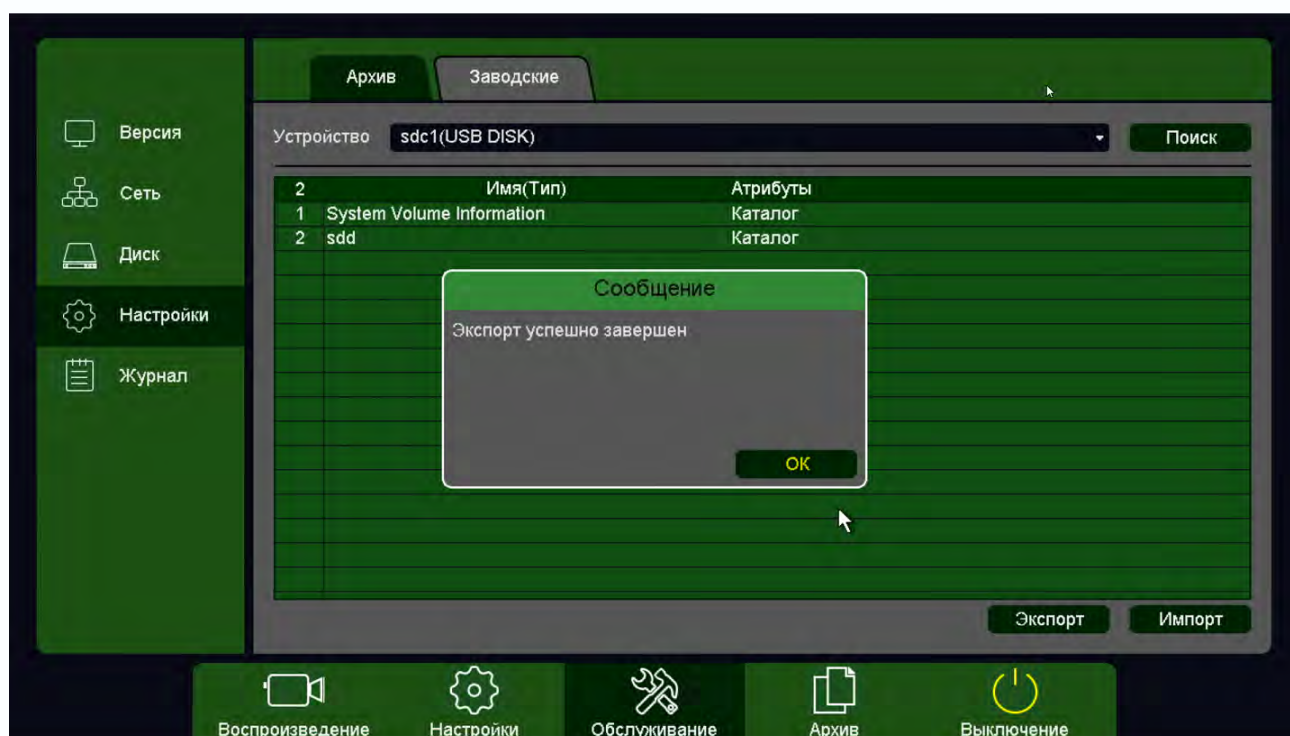 Архив Заводские
Версия
Сеть
Диск
Настройки
Журнал
Устройство sdc1(USB DISK) Поиск
2 Имя(Тип) Атрибуты
1 System Volume Information Каталог
2 sdd Каталог
Сообщение
Экспорт успешно завершен
OK
Экспорт Импорт
Воспроизведение Настройки Обслуживание Архив Выключение